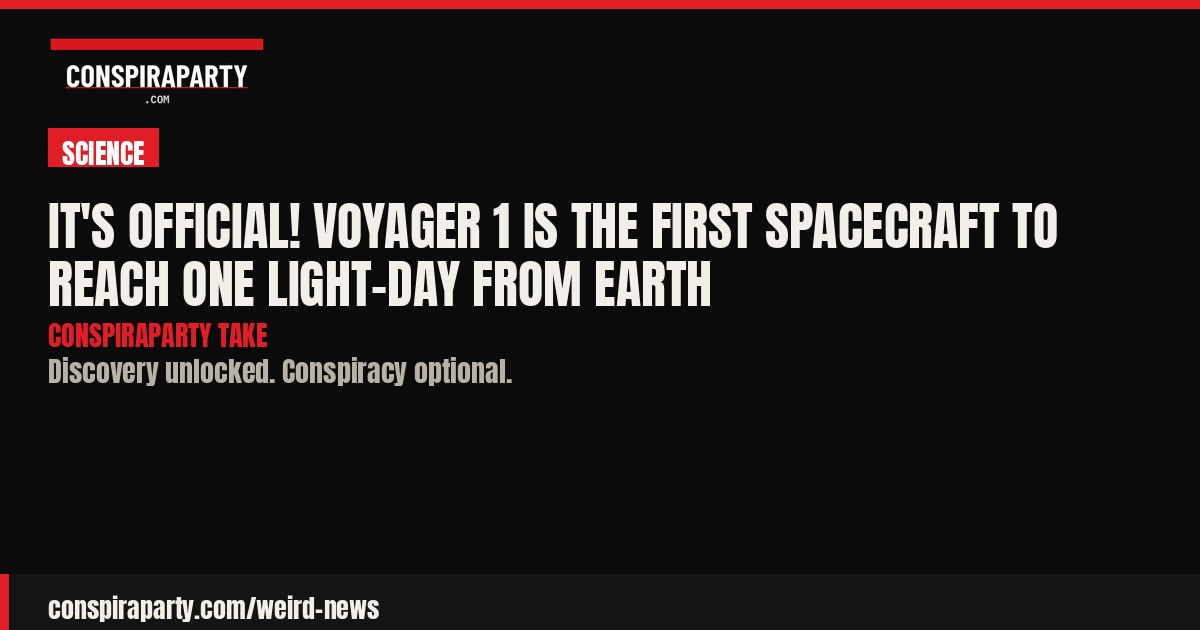 CONSPIRAPARTY
.COM
SCIENCE
IT'S OFFICIAL! VOYAGER 1 IS THE FIRST SPACECRAFT TO
REACH ONE LIGHT-DAY FROM EARTH
CONSPIRAPARTY TAKE
Discovery unlocked. Conspiracy optional.
conspiraparty.com/weird-news